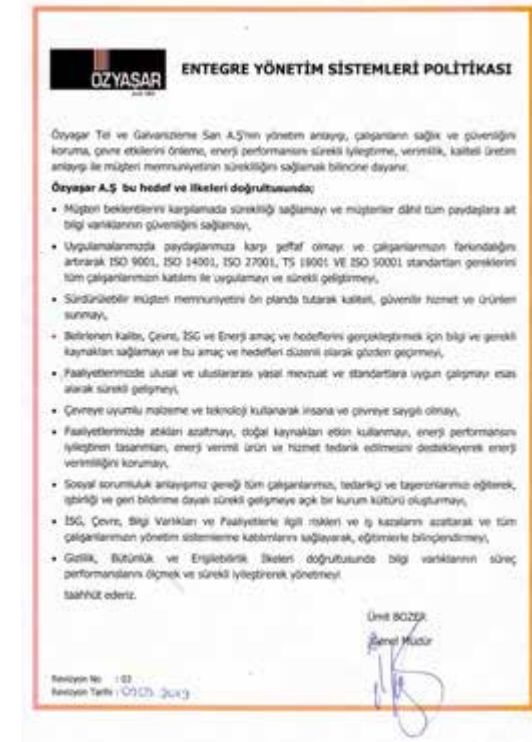 ÖZYAŞAR
ENTEGRE YÖNETİM SİSTEMLERİ POLİTİKASI
Özyaşar Tel ve Galvanizleme San A.Ş'nin yönetim anlayışı, çalışanların sağlık ve güvenliğini
koruma, çevre etkilerini önleme, enerji performansını sürekli iyileştirme, verimlilik, kaliteli üretim
anlayışı ile müşteri memnuniyetinin sürekliliğini sağlamak bilincine dayanır.
Özyaşar A.Ş bu hedef ve ilkeleri doğrultusunda;
• Müşteri beklentilerini karşılamada sürekliliği sağlamayı ve müşteriler dâhil tüm paydaşlara ait
bilgi varlıklarının güvenliğini sağlamayı,
• Uygulamalarımızda paydaşlarımıza karşı şeffaf olmayı ve çalışanlarımızın farkındalığını
artırarak ISO 9001, ISO 14001, ISO 27001, TS 18001 VE ISO 50001 standartları gereklerini
tüm çalışanlarımızın katılımı ile uygulamayı ve sürekli geliştirmeyi,
• Sürdürülebilir müşteri memnuniyetini ön planda tutarak kaliteli, güvenilir hizmet ve ürünleri
sunmayı,
• Belirlenen Kalite, Çevre, İSG ve Enerji amaç ve hedeflerini gerçekleştirmek için bilgi ve gerekli
kaynakları sağlamayı ve bu amaç ve hedefleri düzenli olarak gözden geçirmeyi,
• Faaliyetlerimizde ulusal ve uluslararası yasal mevzuat ve standartlara uygun çalışmayı esas
alarak sürekli gelişmeyi,
• Çevreye uyumlu malzeme ve teknoloji kullanarak insana ve çevreye saygılı olmayı,
• Faaliyetlerimizde atıkları azaltmayı, doğal kaynakları etkin kullanmayı, enerji performansını
iyileştiren tasarımları, enerji verimli ürün ve hizmet tedarik edilmesini destekleyerek enerji
verimliliğini korumayı,
• Sosyal sorumluluk anlayışımız gereği tüm çalışanlarımızı, tedarikçi ve taşeronlarımızı eğiterek,
işbirliği ve geri bildirime dayalı sürekli gelişmeye açık bir kurum kültürü oluşturmayı,
• İSG, Çevre, Bilgi Varlıkları ve Faaliyetlerle ilgili riskleri ve iş kazalarını azaltarak ve tüm
çalışanlarımızın yönetim sistemlerine katılımlarını sağlayarak, eğitimlerle bilinçlendirmeyi,
• Gizlilik, Bütünlük ve Erişilebilirlik İlkeleri doğrultusunda bilgi varlıklarının süreç
performanslarını ölçmek ve sürekli iyileştirerek yönetmeyi
taahhüt ederiz.
Ümit BOZER
Genel Müdür
Revizyon No : 03
Revizyon Tarihi :